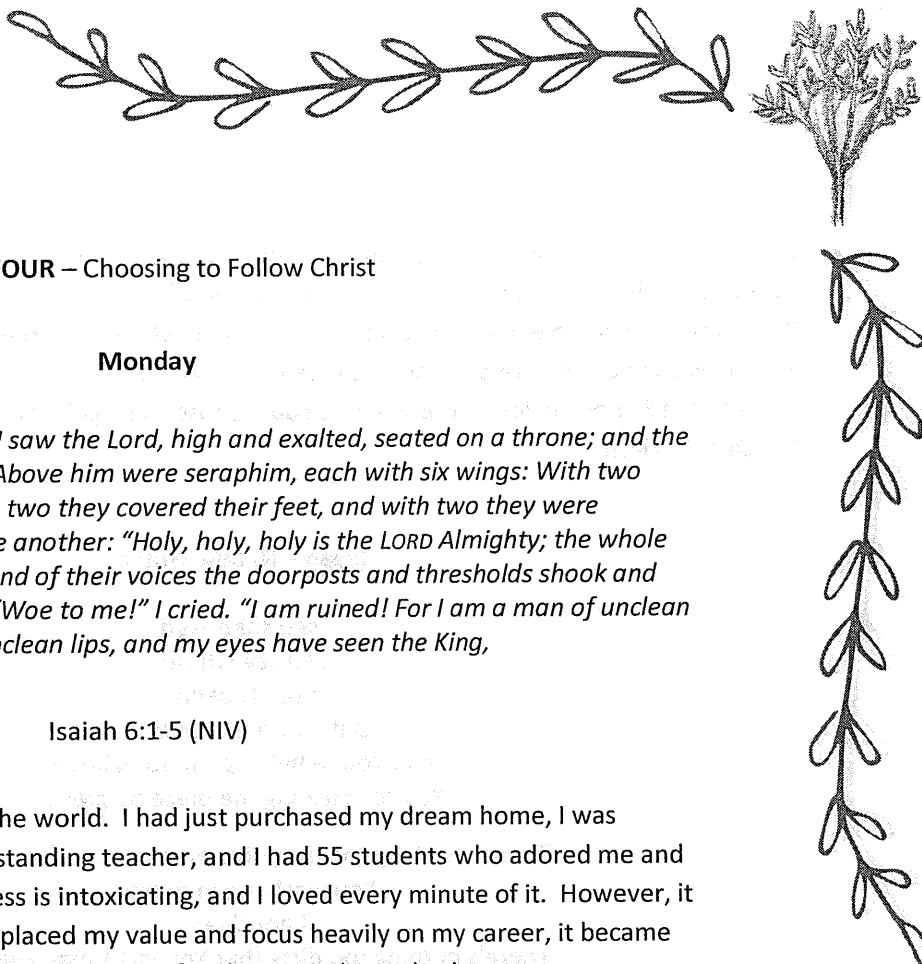 OUR – Choosing to Follow Christ
Monday
I saw the Lord, high and exalted, seated on a throne; and the
Above him were seraphim, each with six wings: With two
two they covered their feet, and with two they were
e another: “Holy, holy, holy is the LORD Almighty; the whole
nd of their voices the doorposts and thresholds shook and
“Woe to me!” I cried. “I am ruined! For I am a man of unclean
clean lips, and my eyes have seen the King,
Isaiah 6:1-5 (NIV)
he world.  I had just purchased my dream home, I was
standing teacher, and I had 55 students who adored me and
ess is intoxicating, and I loved every minute of it.  However, it
placed my value and focus heavily on my career, it became